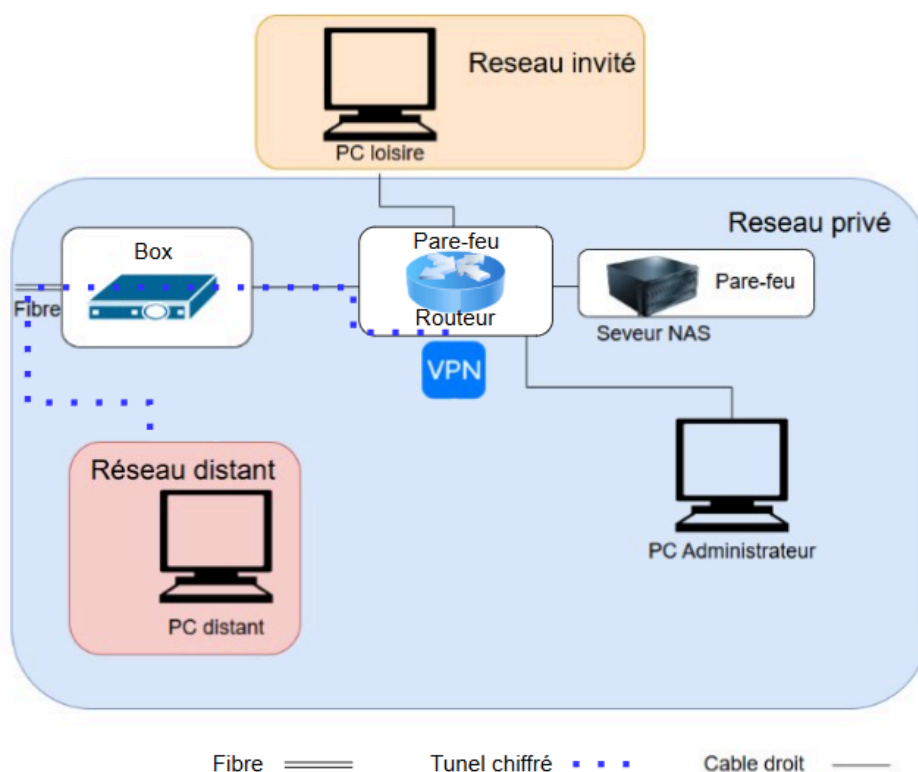 Reseau invité
PC loisire
Reseau privé
Box
Pare-feu
Routeur
Pare-feu
Fibre
Seveur NAS
VPN
Réseau distant
PC distant
PC Administrateur
Fibre
Tunel chiffré
Cable droit